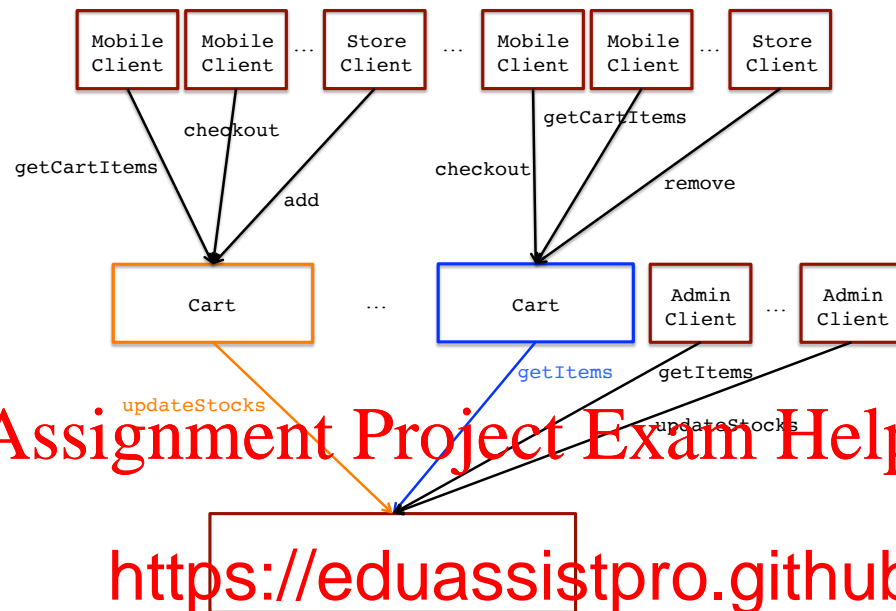 Mobile Client
Mobile Client
...
Store Client
...
Mobile Client
Mobile Client
...
Store Client
checkout
getCartItems
getCartItems
checkout
remove
add
Cart
...
Cart
Admin Client
...
Admin Client
getItems
getItems
updateStocks
updateStocks
Assignment Project Exam Help
https://eduassistpro.github